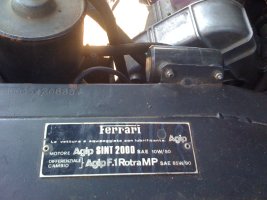 Ferrari
La vettura è equipaggiata con lubrificante Agip
MOTORE Agip SINT 2000 SAE 10W/50
DIFFERENZIALE CAMBIO Agip F.1 Rotra MP SAE 85W/90